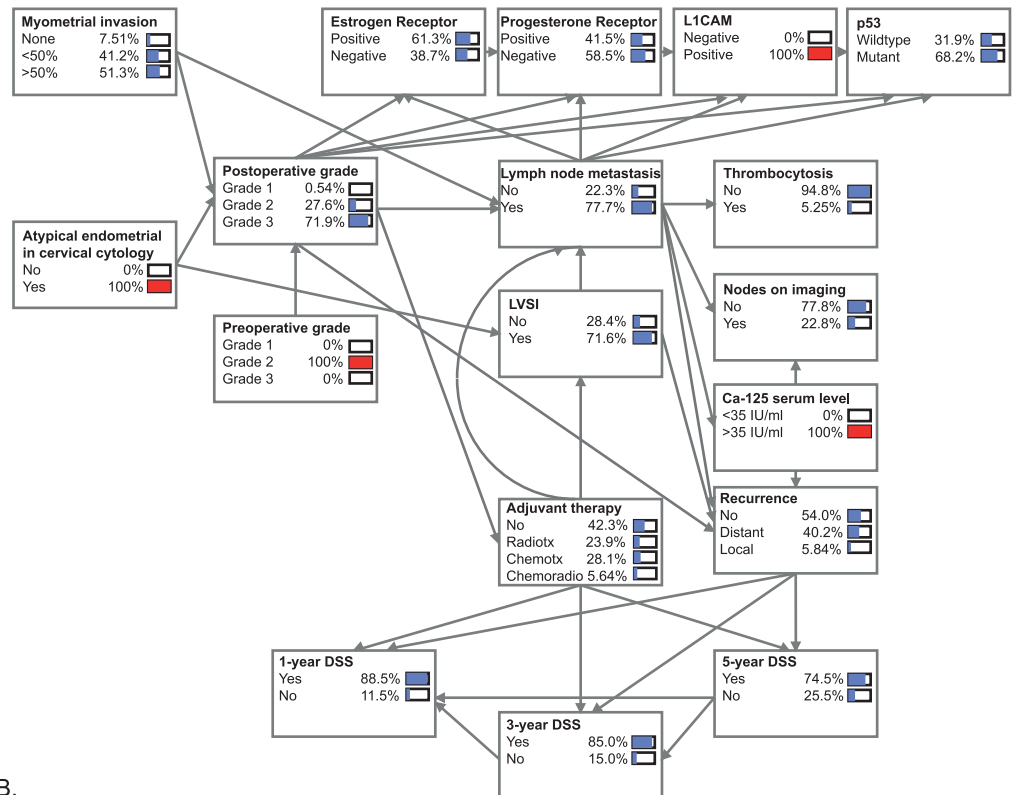 Myometrial invasion
None 7.51%
<50% 41.2%
>50% 51.3%
Estrogen Receptor
Positive 61.3%
Negative 38.7%
Progesterone Receptor
Positive 41.5%
Negative 58.5%
L1CAM
Negative 0%
Positive 100%
p53
Wildtype 31.9%
Mutant 68.2%
Postoperative grade
Grade 1 0.54%
Grade 2 27.6%
Grade 3 71.9%
Lymph node metastasis
No 22.3%
Yes 77.7%
Thrombocytosis
No 94.8%
Yes 5.25%
Atypical endometrial
in cervical cytology
No 0%
Yes 100%
Nodes on imaging
No 77.8%
Yes 22.8%
LVSI
No 28.4%
Yes 71.6%
Preoperative grade
Grade 1 0%
Grade 2 100%
Grade 3 0%
Ca-125 serum level
<35 IU/ml 0%
>35 IU/ml 100%
Recurrence
No 54.0%
Distant 40.2%
Local 5.84%
Adjuvant therapy
No 42.3%
Radiotx 23.9%
Chemotx 28.1%
Chemoradio 5.64%
1-year DSS
Yes 88.5%
No 11.5%
5-year DSS
Yes 74.5%
No 25.5%
3-year DSS
Yes 85.0%
No 15.0%
B.